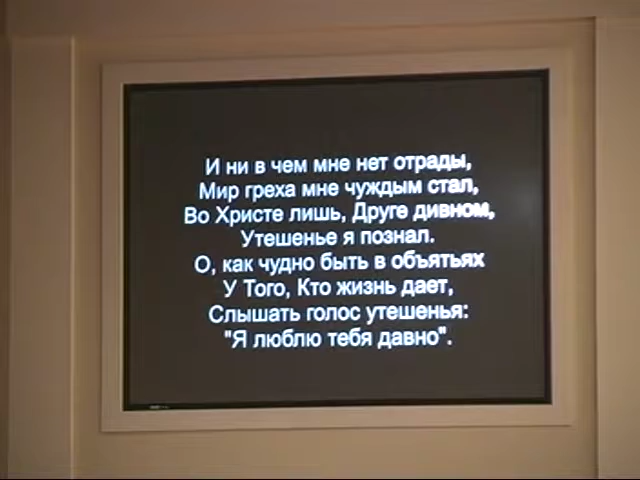 И ни в чем мне нет отрады,
Мир греха мне чуждым стал,
Во Христе лишь, Друге дивном,
Утешенье я познал.
О, как чудно быть в объятьях
У Того, Кто жизнь дает,
Слышать голос утешенья:
"Я люблю тебя давно".